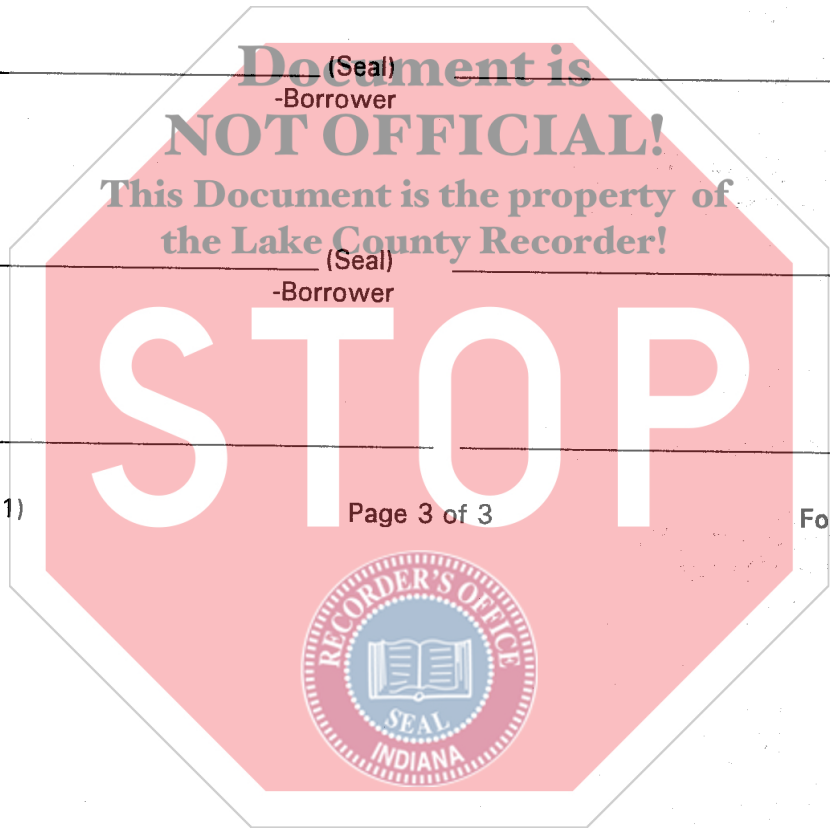 Document is
(Seal)
-Borrower
NOT OFFICIAL!
This Document is the property of
the Lake County Recorder!
(Seal)
-Borrower
STOP
1)
Page 3 of 3
Fo
RECORDER'S OFFICE
SEAL
INDIANA